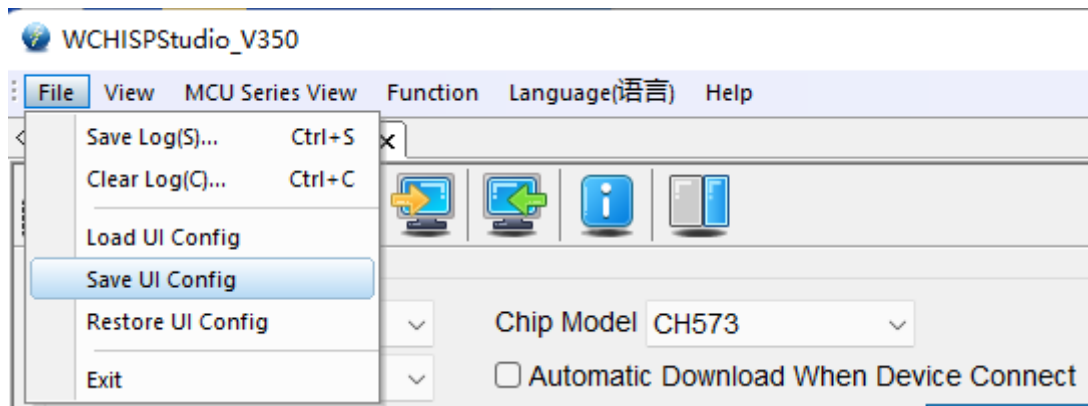 WCHISPStudio_V350
File View MCU Series View Function Language(语言) Help
Save Log(S)... Ctrl+S
Clear Log(C)... Ctrl+C
Load UI Config
Save UI Config
Restore UI Config
Exit
Chip Model CH573
Automatic Download When Device Connect